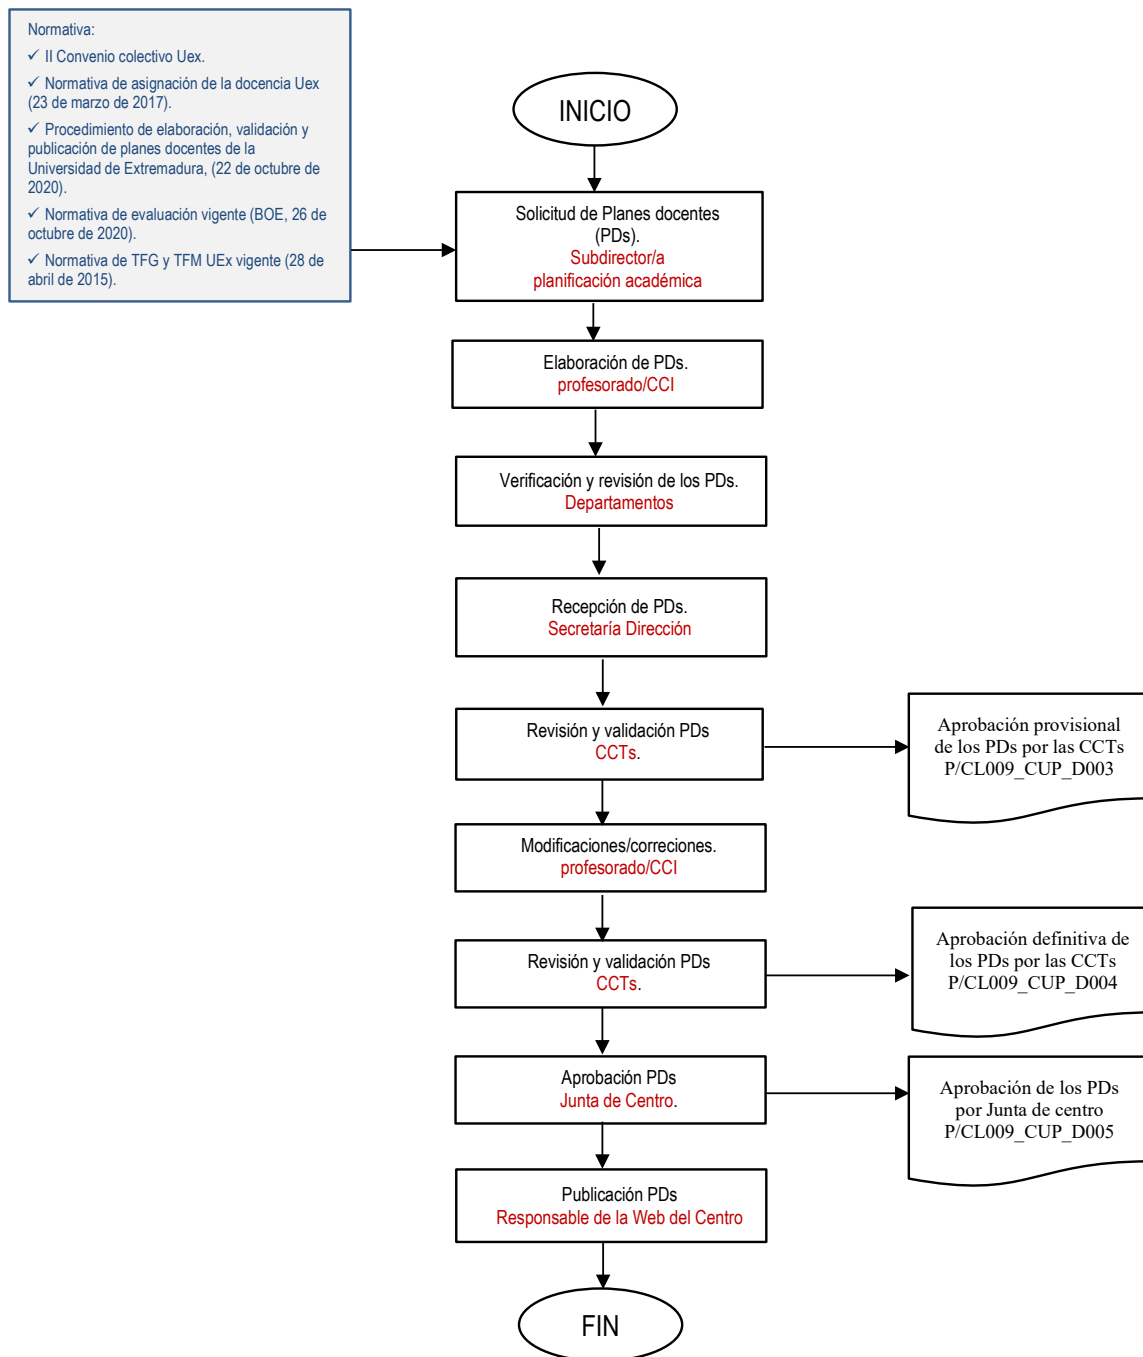 Normativa:
✓ II Convenio colectivo Uex.
✓ Normativa de asignación de la docencia Uex
(23 de marzo de 2017).
✓ Procedimiento de elaboración, validación y
publicación de planes docentes de la
Universidad de Extremadura, (22 de octubre de
2020).
✓ Normativa de evaluación vigente (BOE, 26 de
octubre de 2020).
✓ Normativa de TFG y TFM UEx vigente (28 de
abril de 2015).
INICIO
Solicitud de Planes docentes
(PDs).
Subdirector/a
planificación académica
Elaboración de PDs.
profesorado/CCI
Verificación y revisión de los PDs.
Departamentos
Recepción de PDs.
Secretaría Dirección
Revisión y validación PDs
CCTs.
Aprobación provisional
de los PDs por las CCTs
P/CL009_CUP_D003
Modificaciones/correciones.
profesorado/CCI
Revisión y validación PDs
CCTs.
Aprobación definitiva de
los PDs por las CCTs
P/CL009_CUP_D004
Aprobación PDs
Junta de Centro.
Aprobación de los PDs
por Junta de centro
P/CL009_CUP_D005
Publicación PDs
Responsable de la Web del Centro
FIN